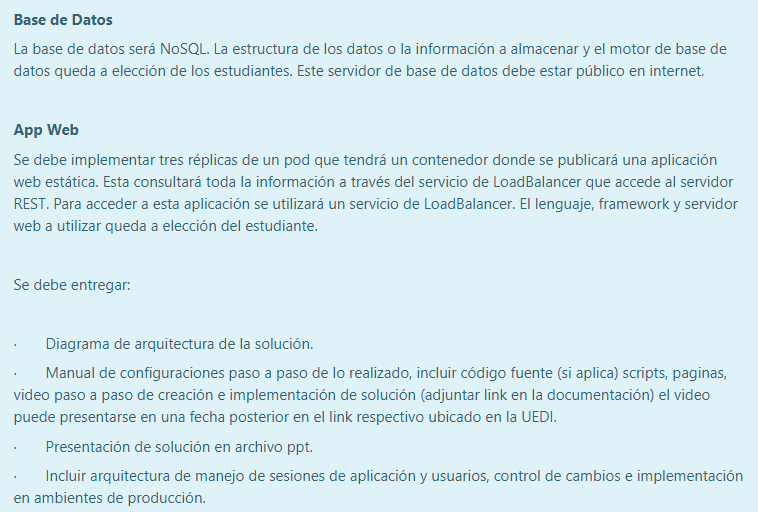 Base de Datos
La base de datos será NoSQL. La estructura de los datos o la información a almacenar y el motor de base de
datos queda a elección de los estudiantes. Este servidor de base de datos debe estar público en internet.
App Web
Se debe implementar tres réplicas de un pod que tendrá un contenedor donde se publicará una aplicación
web estática. Esta consultará toda la información a través del servicio de LoadBalancer que accede al servidor
REST. Para acceder a esta aplicación se utilizará un servicio de LoadBalancer. El lenguaje, framework y servidor
web a utilizar queda a elección del estudiante.
Se debe entregar:
· Diagrama de arquitectura de la solución.
· Manual de configuraciones paso a paso de lo realizado, incluir código fuente (si aplica) scripts, paginas,
video paso a paso de creación e implementación de solución (adjuntar link en la documentación) el video
puede presentarse en una fecha posterior en el link respectivo ubicado en la UEDI.
· Presentación de solución en archivo ppt.
· Incluir arquitectura de manejo de sesiones de aplicación y usuarios, control de cambios e implementación
en ambientes de producción.